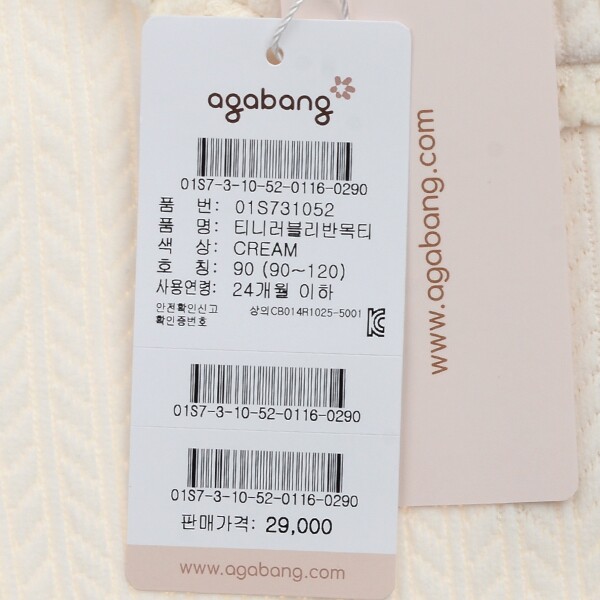 agabang
01S7-3-10-52-0116-0290
품 번: 01S731052
품 명: 티니러블리반목티
색 상: CREAM
호 칭: 90 (90~120)
사용연령: 24개월 이하
안전확인신고
확인증번호 상의CB014R1025-5001
01S7-3-10-52-0116-0290
01S7-3-10-52-0116-0290
판매가격: 29,000
www.agabang.com
www.agabang.com